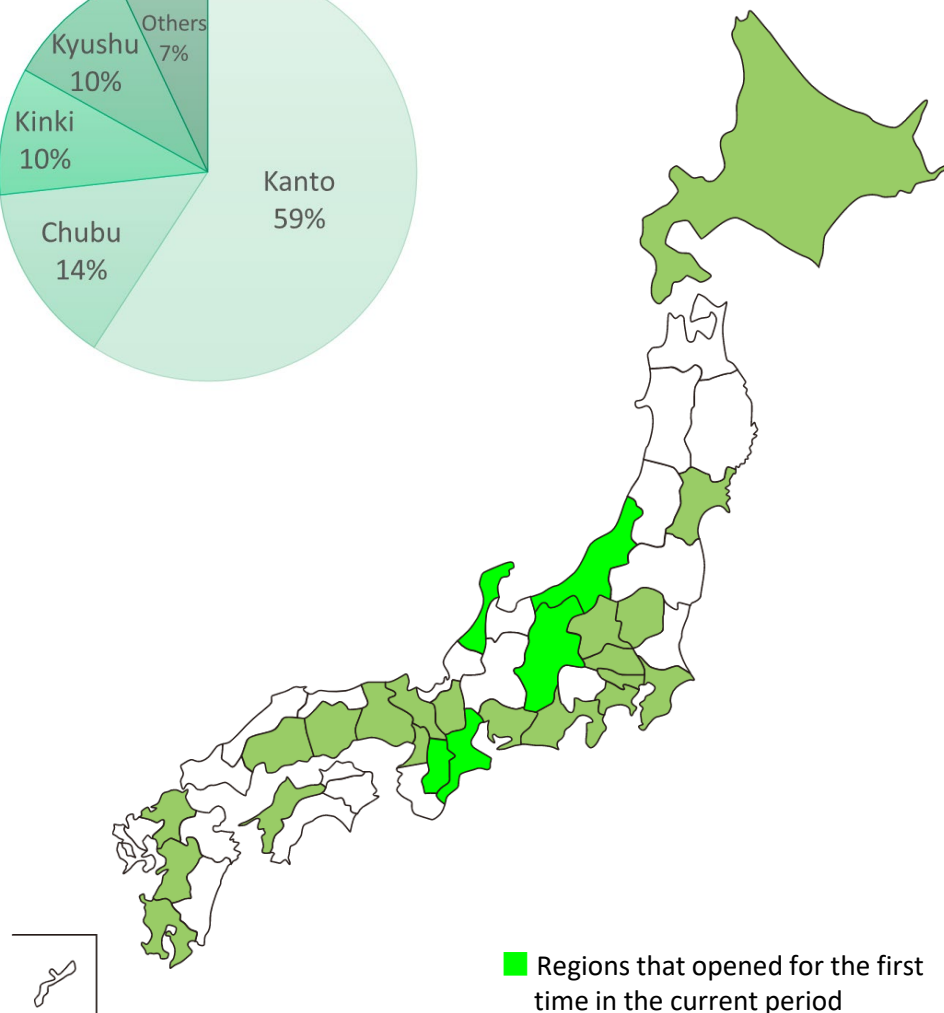 Others
7%
Kyushu
10%
Kinki
10%
Kanto
59%
Chubu
14%
Regions that opened for the first
time in the current period